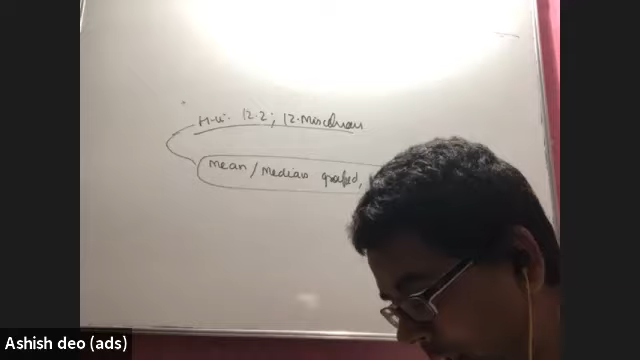 H.W. 12.2; 12.Miscellaneous
mean/median grouped,
Ashish deo (ads)